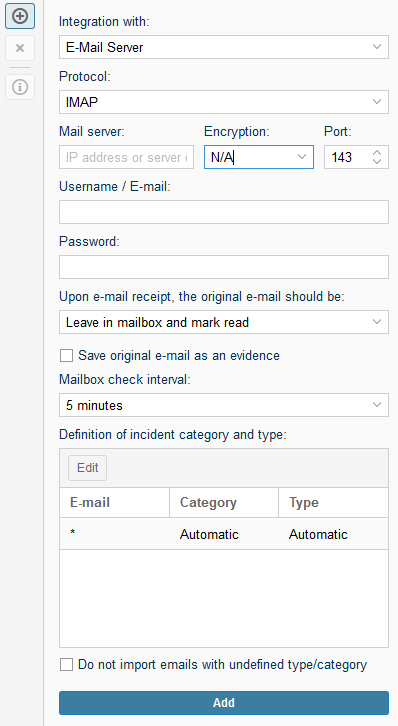 Integration with:
E-Mail Server
Protocol:
IMAP
Mail server: Encryption: Port:
IP address or server N/A 143
Username / E-mail:
Password:
Upon e-mail receipt, the original e-mail should be:
Leave in mailbox and mark read
Save original e-mail as an evidence
Mailbox check interval:
5 minutes
Definition of incident category and type:
Edit
E-mail Category Type
* Automatic Automatic
Do not import emails with undefined type/category
Add